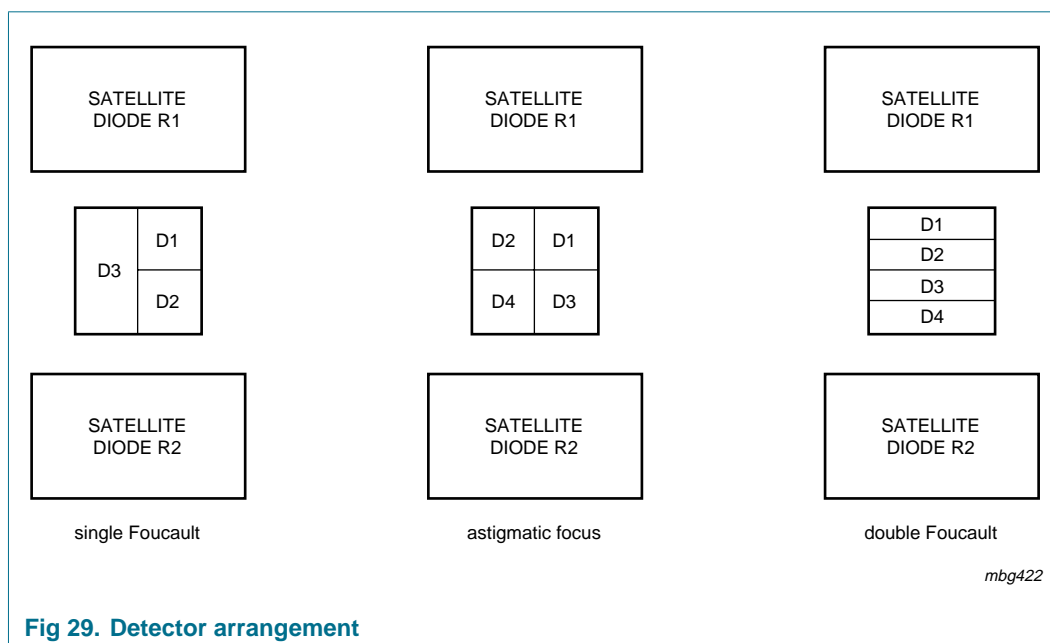 SATELLITE
DIODE R1
SATELLITE
DIODE R1
SATELLITE
DIODE R1
D3
D1
D2
D2
D1
D4
D3
D1
D2
D3
D4
SATELLITE
DIODE R2
SATELLITE
DIODE R2
SATELLITE
DIODE R2
single Foucault
astigmatic focus
double Foucault
mbg422
Fig 29. Detector arrangement